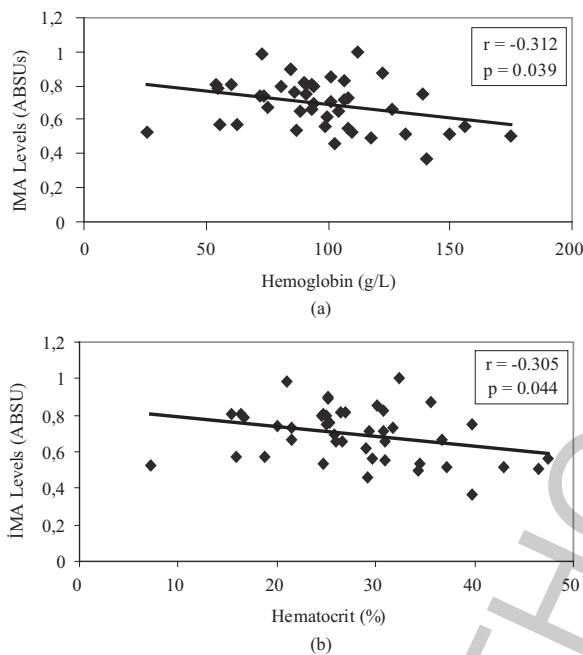 1,2
1
0,8
0,6
0,4
0,2
0
IMA Levels (ABSUs)
r = -0.312
p = 0.039
0 50 100 150 200
Hemoglobin (g/L)
(a)
1,2
1
0,8
0,6
0,4
0,2
0
İMA Levels (ABSU)
r = -0.305
p = 0.044
10 20 30 40 50
Hematocrit (%)
(b)
THO